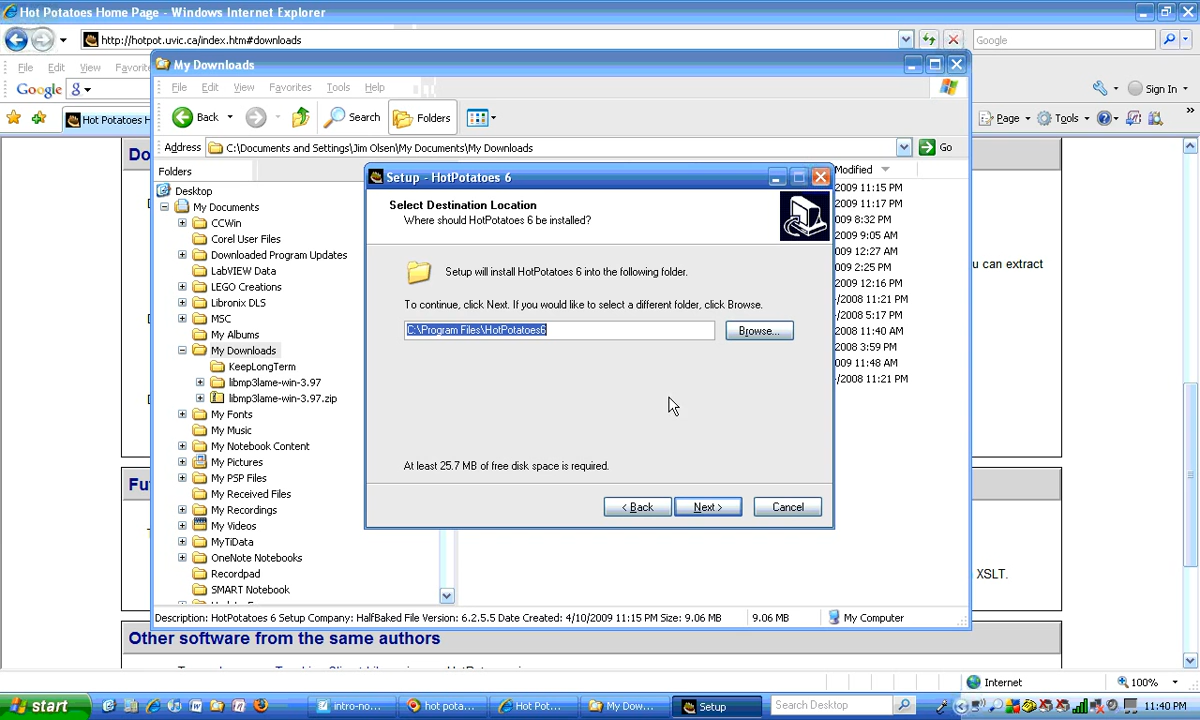 Hot Potatoes Home Page - Windows Internet Explorer
http://hotpot.uvic.ca/index.htm#downloads
Google
File Edit View Favorit
Google
Sign In
Hot Potatoes H
Page
Tools
My Downloads
File Edit View Favorites Tools Help
Back
Search
Folders
Address C:\Documents and Settings\Jim Olsen\My Documents\My Downloads
Go
Folders
Desktop
My Documents
CCWin
Corel User Files
Downloaded Program Updates
LabVIEW Data
LEGO Creations
Libronix DLS
MSC
My Albums
My Downloads
KeepLongTerm
libmp3lame-win-3.97
libmp3lame-win-3.97.zip
My Fonts
My Music
My Notebook Content
My Pictures
My PSP Files
My Received Files
My Recordings
My Videos
MyTiData
OneNote Notebooks
Recordpad
SMART Notebook
Modified
2009 11:15 PM
2009 11:17 PM
009 8:32 PM
009 9:05 AM
009 12:27 AM
009 2:25 PM
009 12:16 PM
/2008 11:21 PM
2008 5:17 PM
2008 11:40 AM
2008 3:59 PM
009 11:48 AM
/2008 11:21 PM
Setup - HotPotatoes 6
Select Destination Location
Where should HotPotatoes 6 be installed?
Setup will install HotPotatoes 6 into the following folder.
To continue, click Next. If you would like to select a different folder, click Browse.
C:\Program Files\HotPotatoes6
Browse...
At least 25.7 MB of free disk space is required.
< Back
Next >
Cancel
Description: HotPotatoes 6 Setup Company: HalfBaked File Version: 6.2.5.5 Date Created: 4/10/2009 11:15 PM Size: 9.06 MB
9.06 MB
My Computer
Do
u can extract
Fu
XSLT.
Other software from the same authors
Internet
100%
start
intro-no...
hot pota...
Hot Pot...
My Dow...
Setup
Search Desktop
11:40 PM